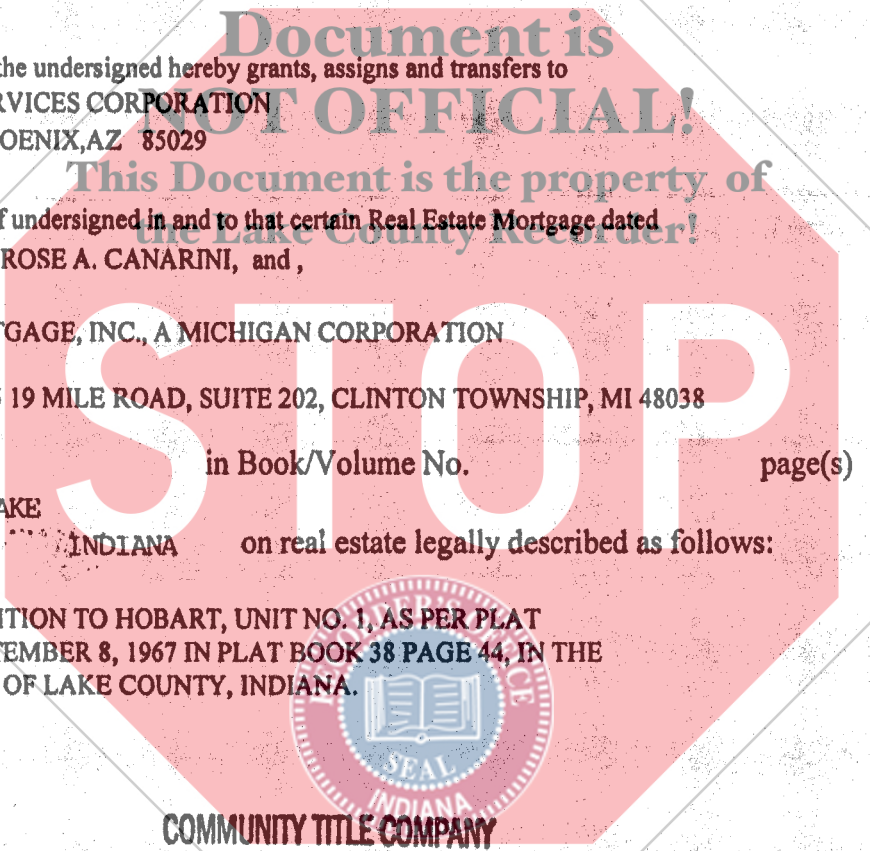 Document is
the undersigned hereby grants, assigns and transfers to
RVICES CORPORATION
NOT OFFICIAL!
OENIX, AZ 85029
This Document is the property of
f undersigned in and to that certain Real Estate Mortgage dated
the Lake County Recorder!
ROSE A. CANARINI, and ,
TGAGE, INC., A MICHIGAN CORPORATION
19 MILE ROAD, SUITE 202, CLINTON TOWNSHIP, MI 48038
STOP
in Book/Volume No. page(s)
AKE
INDIANA on real estate legally described as follows:
ITION TO HOBART, UNIT NO. 1, AS PER PLAT
TEMBER 8, 1967 IN PLAT BOOK 38 PAGE 44, IN THE
OF LAKE COUNTY, INDIANA.
RECORDER'S OFFICE
SEAL
INDIANA
COMMUNITY TITLE COMPANY